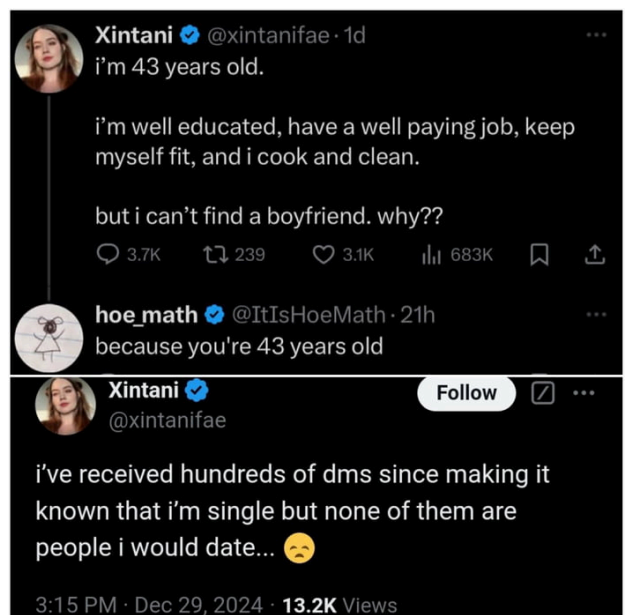 Xintani @xintanifae · 1d
i'm 43 years old.
i'm well educated, have a well paying job, keep
myself fit, and i cook and clean.
but i can't find a boyfriend. why??
3.7K 239 3.1K 683K
hoe_math @ItIsHoeMath · 21h
because you're 43 years old
Xintani
Follow
@xintanifae
i've received hundreds of dms since making it
known that i'm single but none of them are
people i would date...
3:15 PM · Dec 29, 2024 · 13.2K Views